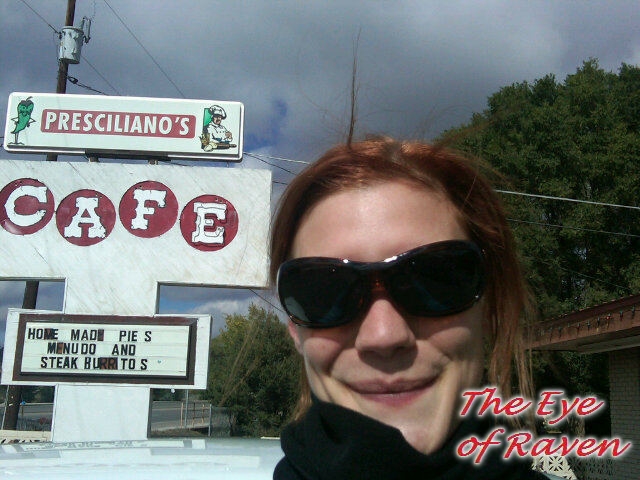 PRESCILIANO'S
CAFE
HOME MADE PIES
MENUDO AND
STEAK BURRITOS
The Eye
of Raven